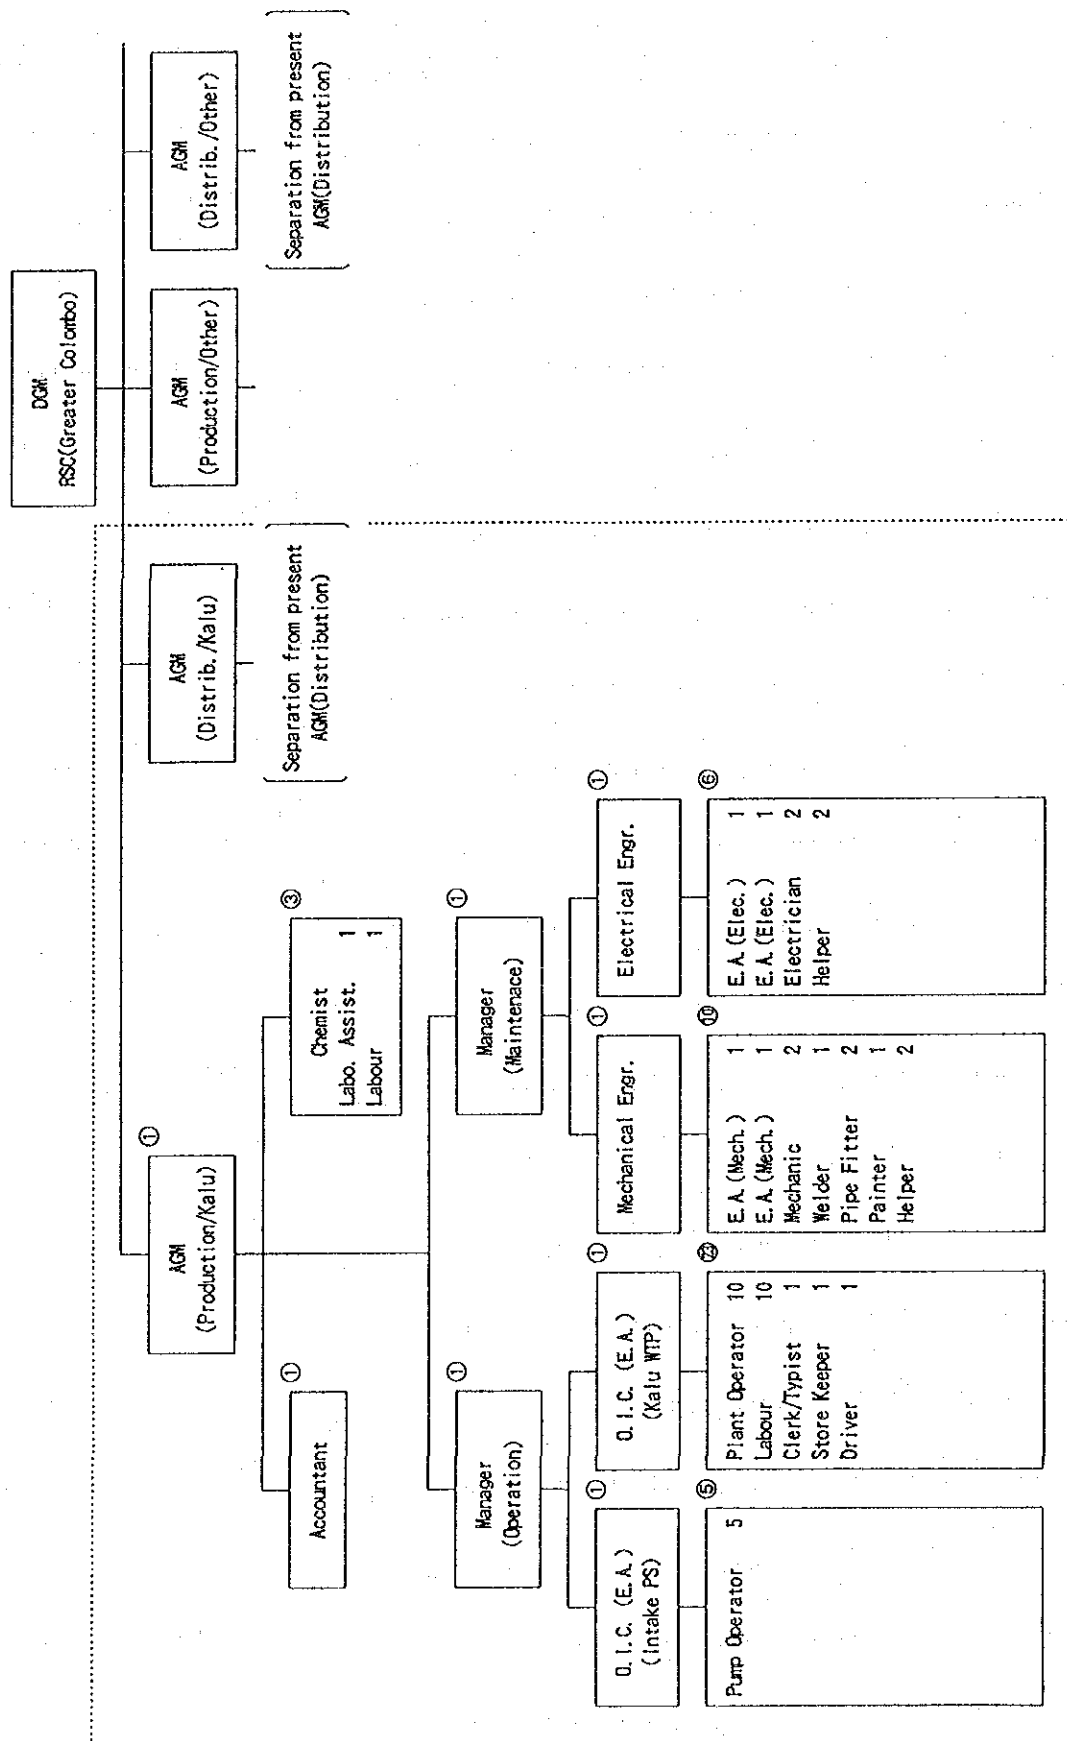 DGM
RSC(Greater Colombo)
①
AGM
(Production/Kalu)
AGM
(Distrib./Kalu)
AGM
(Production/Other)
AGM
(Distrib./Other)
Separation from present
AGM(Distribution)
Separation from present
AGM(Distribution)
①
Accountant
③
Chemist
Labo. Assist. 1
Labour 1
①
Manager
(Operation)
①
Manager
(Maintenace)
①
O.I.C. (E.A.)
(Intake PS)
①
O.I.C. (E.A.)
(Kalu WTP)
①
Mechanical Engr.
①
Electrical Engr.
⑤
Pump Operator 5
㉓
Plant Operator 10
Labour 10
Clerk/Typist 1
Store Keeper 1
Driver 1
⑩
E.A.(Mech.) 1
E.A.(Mech.) 1
Mechanic 2
Welder 1
Pipe Fitter 2
Painter 1
Helper 2
⑥
E.A.(Elec.) 1
E.A.(Elec.) 1
Electrician 2
Helper 2